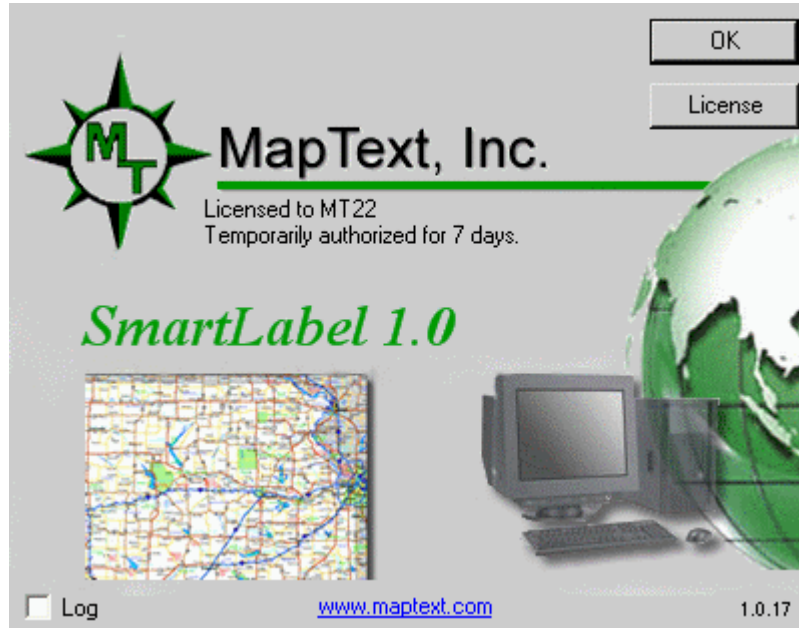 OK
License
MT
MapText, Inc.
Licensed to MT22
Temporarily authorized for 7 days.
SmartLabel 1.0
Log
www.maptext.com
1.0.17